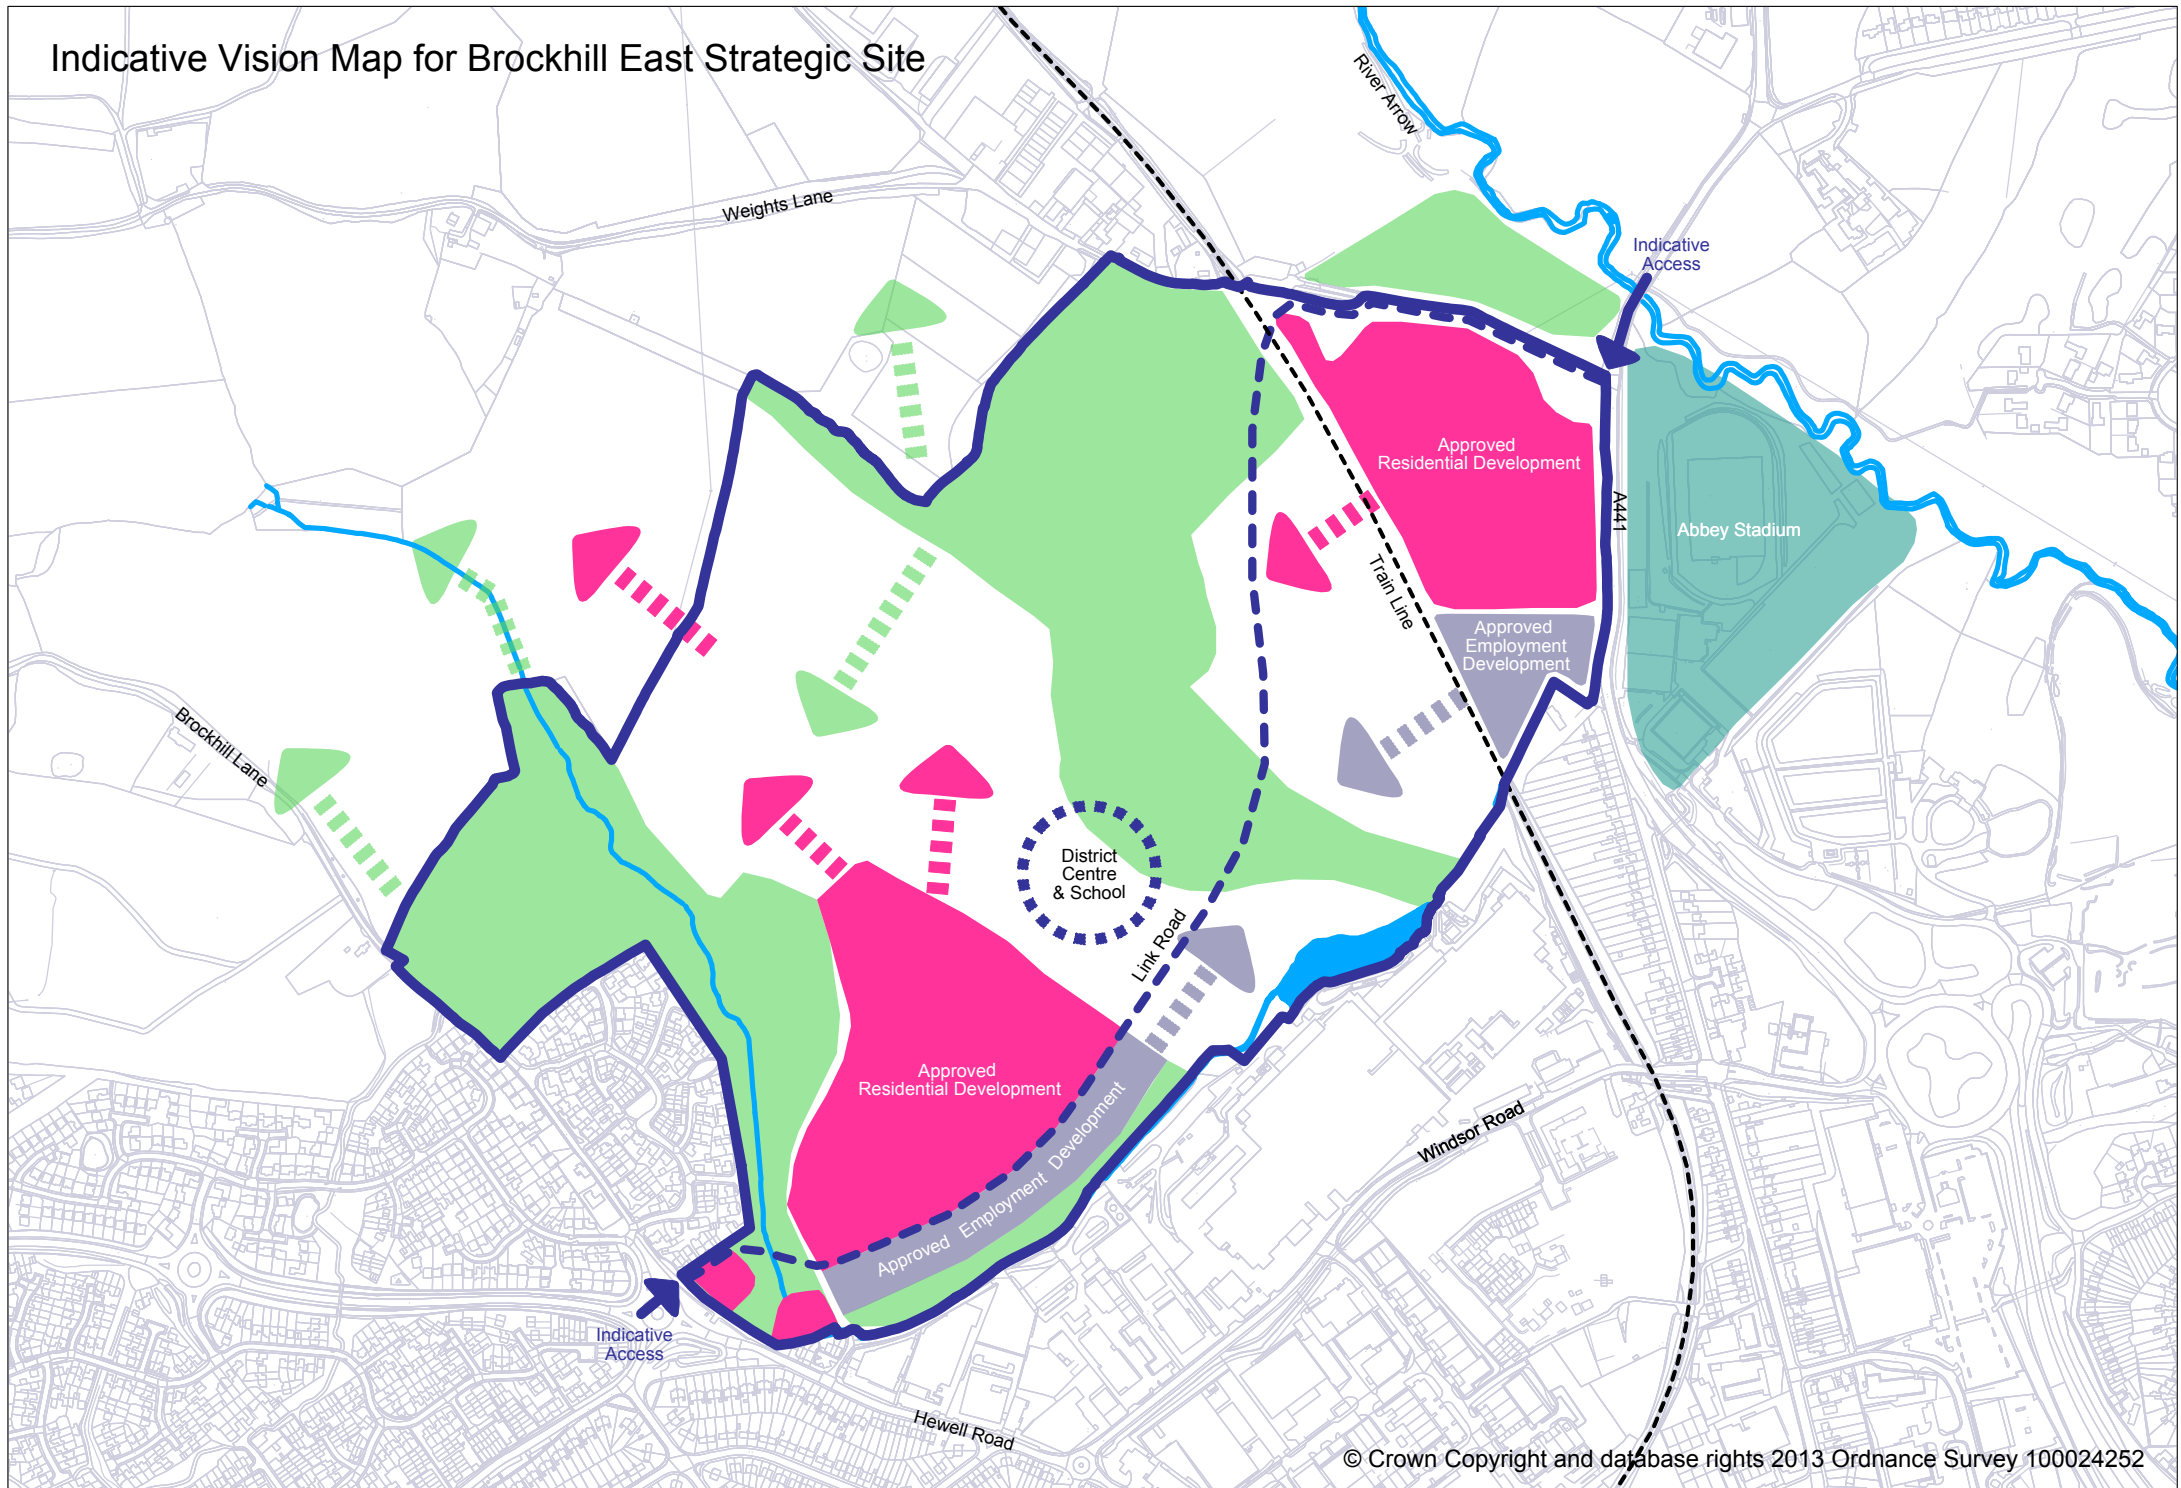 Indicative Vision Map for Brockhill East Strategic Site
River Arrow
Weights Lane
Indicative
Access
Approved
Residential Development
A441
Abbey Stadium
Train Line
Approved
Employment
Development
Brockhill Lane
District
Centre
& School
Link Road
Approved
Residential Development
Approved Employment Development
Windsor Road
Indicative
Access
Hewell Road
© Crown Copyright and database rights 2013 Ordnance Survey 100024252